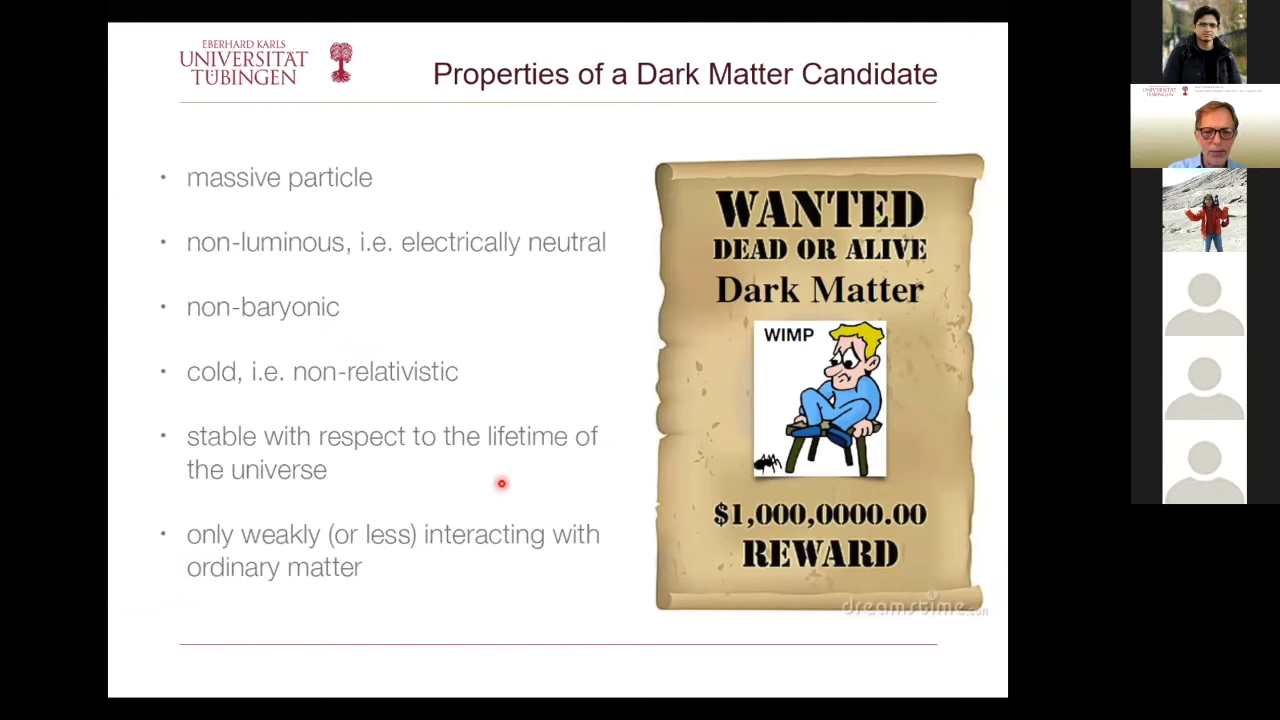 EBERHARD KARLS
UNIVERSITÄT
TÜBINGEN
Properties of a Dark Matter Candidate
• massive particle
• non-luminous, i.e. electrically neutral
• non-baryonic
• cold, i.e. non-relativistic
• stable with respect to the lifetime of
the universe
• only weakly (or less) interacting with
ordinary matter
WANTED
DEAD OR ALIVE
Dark Matter
WIMP
$1,000,0000.00
REWARD
dreamstime.com